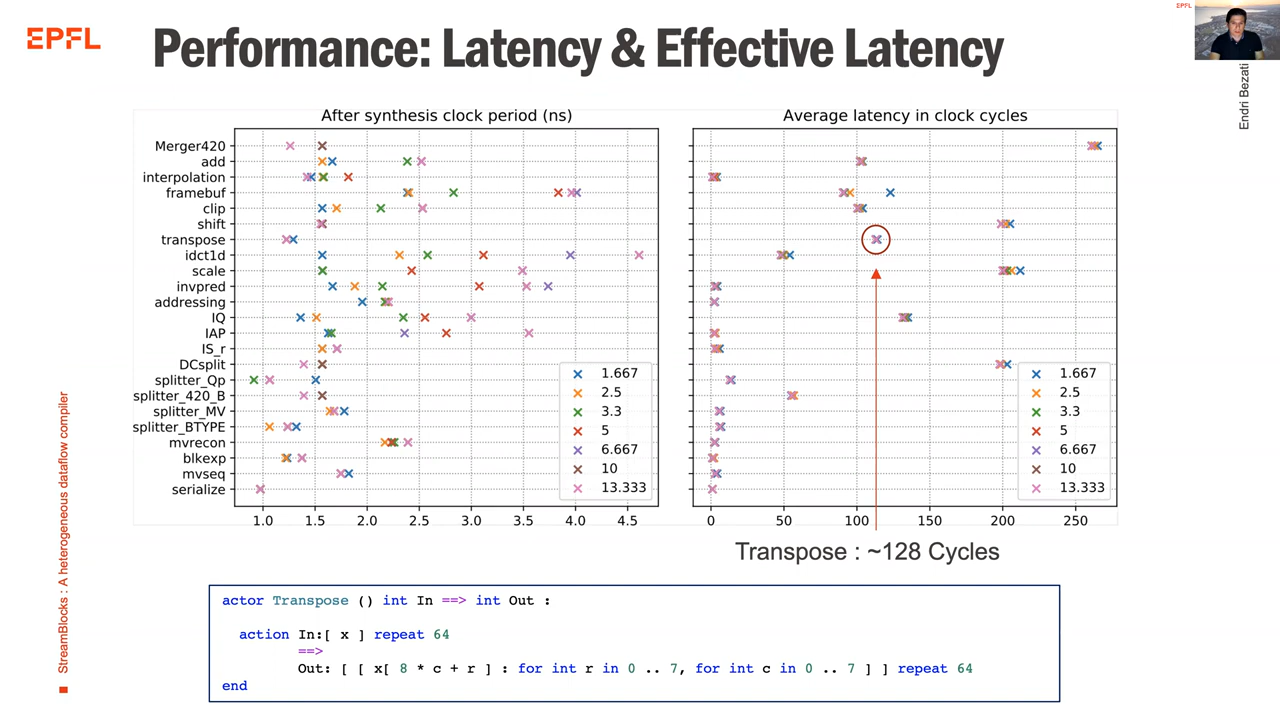 EPFL
Performance: Latency & Effective Latency
EPFL
Endri Bezati
StreamBlocks : A heterogeneous dataflow compiler
After synthesis clock period (ns)
Merger420
add
interpolation
framebuf
clip
shift
transpose
idct1d
scale
invpred
addressing
IQ
IAP
IS_r
DCsplit
splitter_Qp
splitter_420_B
splitter_MV
splitter_BTYPE
mvrecon
blkexp
mvseq
serialize
1.667
2.5
3.3
5
6.667
10
13.333
1.0 1.5 2.0 2.5 3.0 3.5 4.0 4.5
Average latency in clock cycles
1.667
2.5
3.3
5
6.667
10
13.333
0 50 100 150 200 250
Transpose : ~128 Cycles
actor Transpose () int In ==> int Out :
action In:[ x ] repeat 64
==>
Out: [ [ x[ 8 * c + r ] : for int r in 0 .. 7, for int c in 0 .. 7 ] ] repeat 64
end